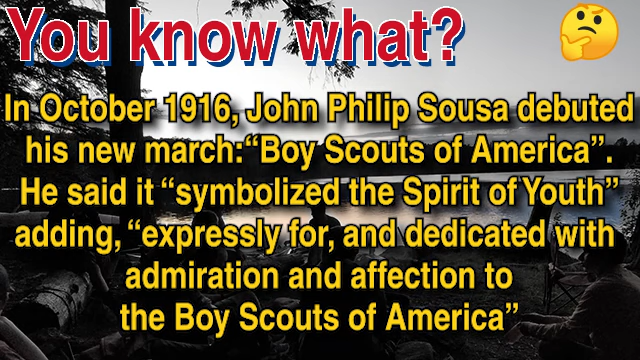 You know what?
In October 1916, John Philip Sousa debuted
his new march:“Boy Scouts of America”.
He said it “symbolized the Spirit of Youth”
adding, “expressly for, and dedicated with
admiration and affection to
the Boy Scouts of America”